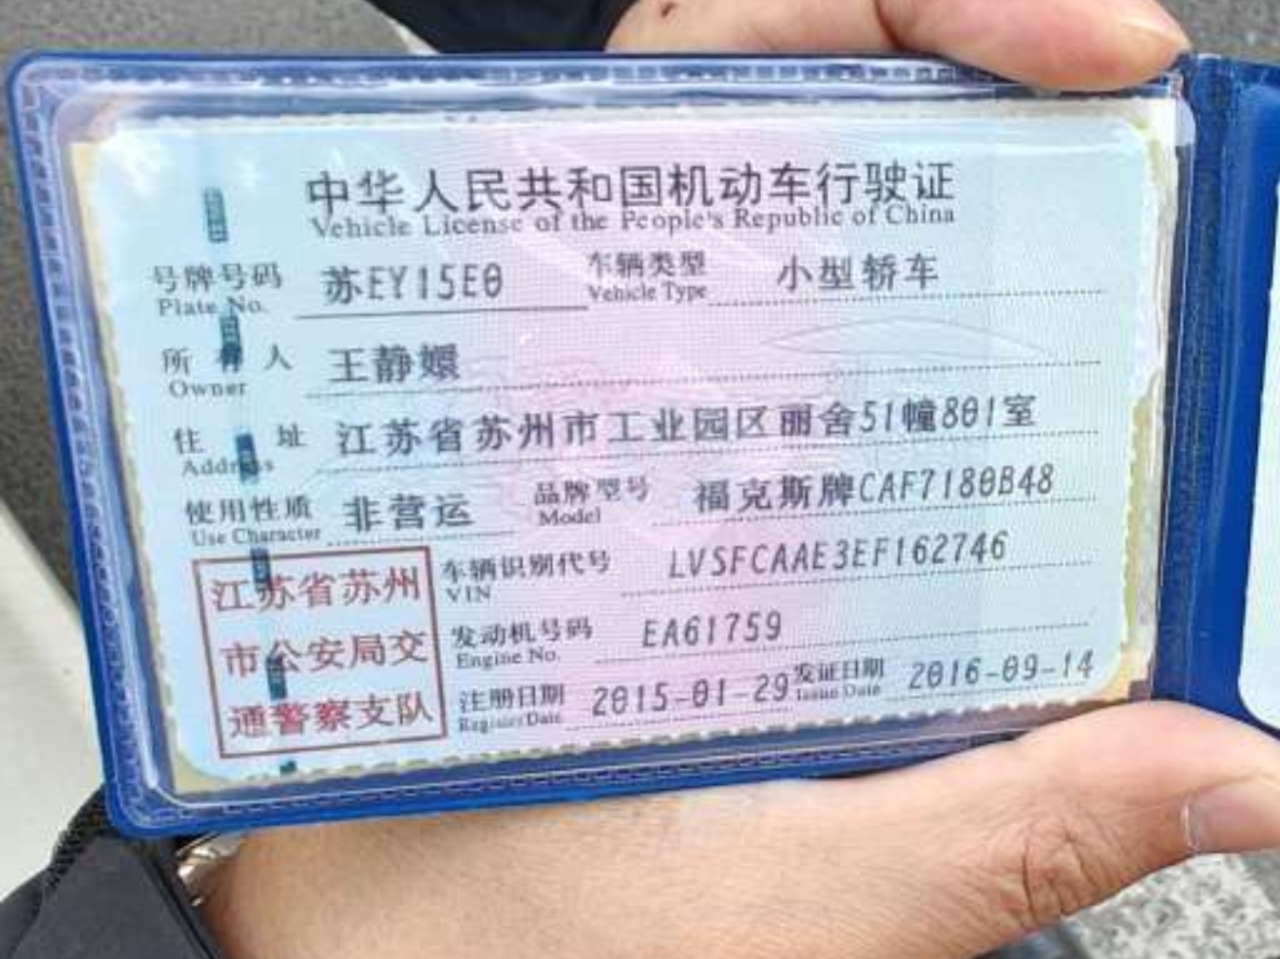 中华人民共和国机动车行驶证
Vehicle License of the People's Republic of China
号牌号码 苏EY15E0 车辆类型 小型轿车
Plate No. Vehicle Type
所有人 王静嬛
Owner
住址 江苏省苏州市工业园区丽舍51幢801室
Address
使用性质 非营运 品牌型号 福克斯牌CAF7180B48
Use Character Model
江苏省苏州
市公安局交
通警察支队
车辆识别代号 LVSFCAAE3EF162746
VIN
发动机号码 EA61759
Engine No.
注册日期 2015-01-29 发证日期 2016-09-14
Register Date Issue Date